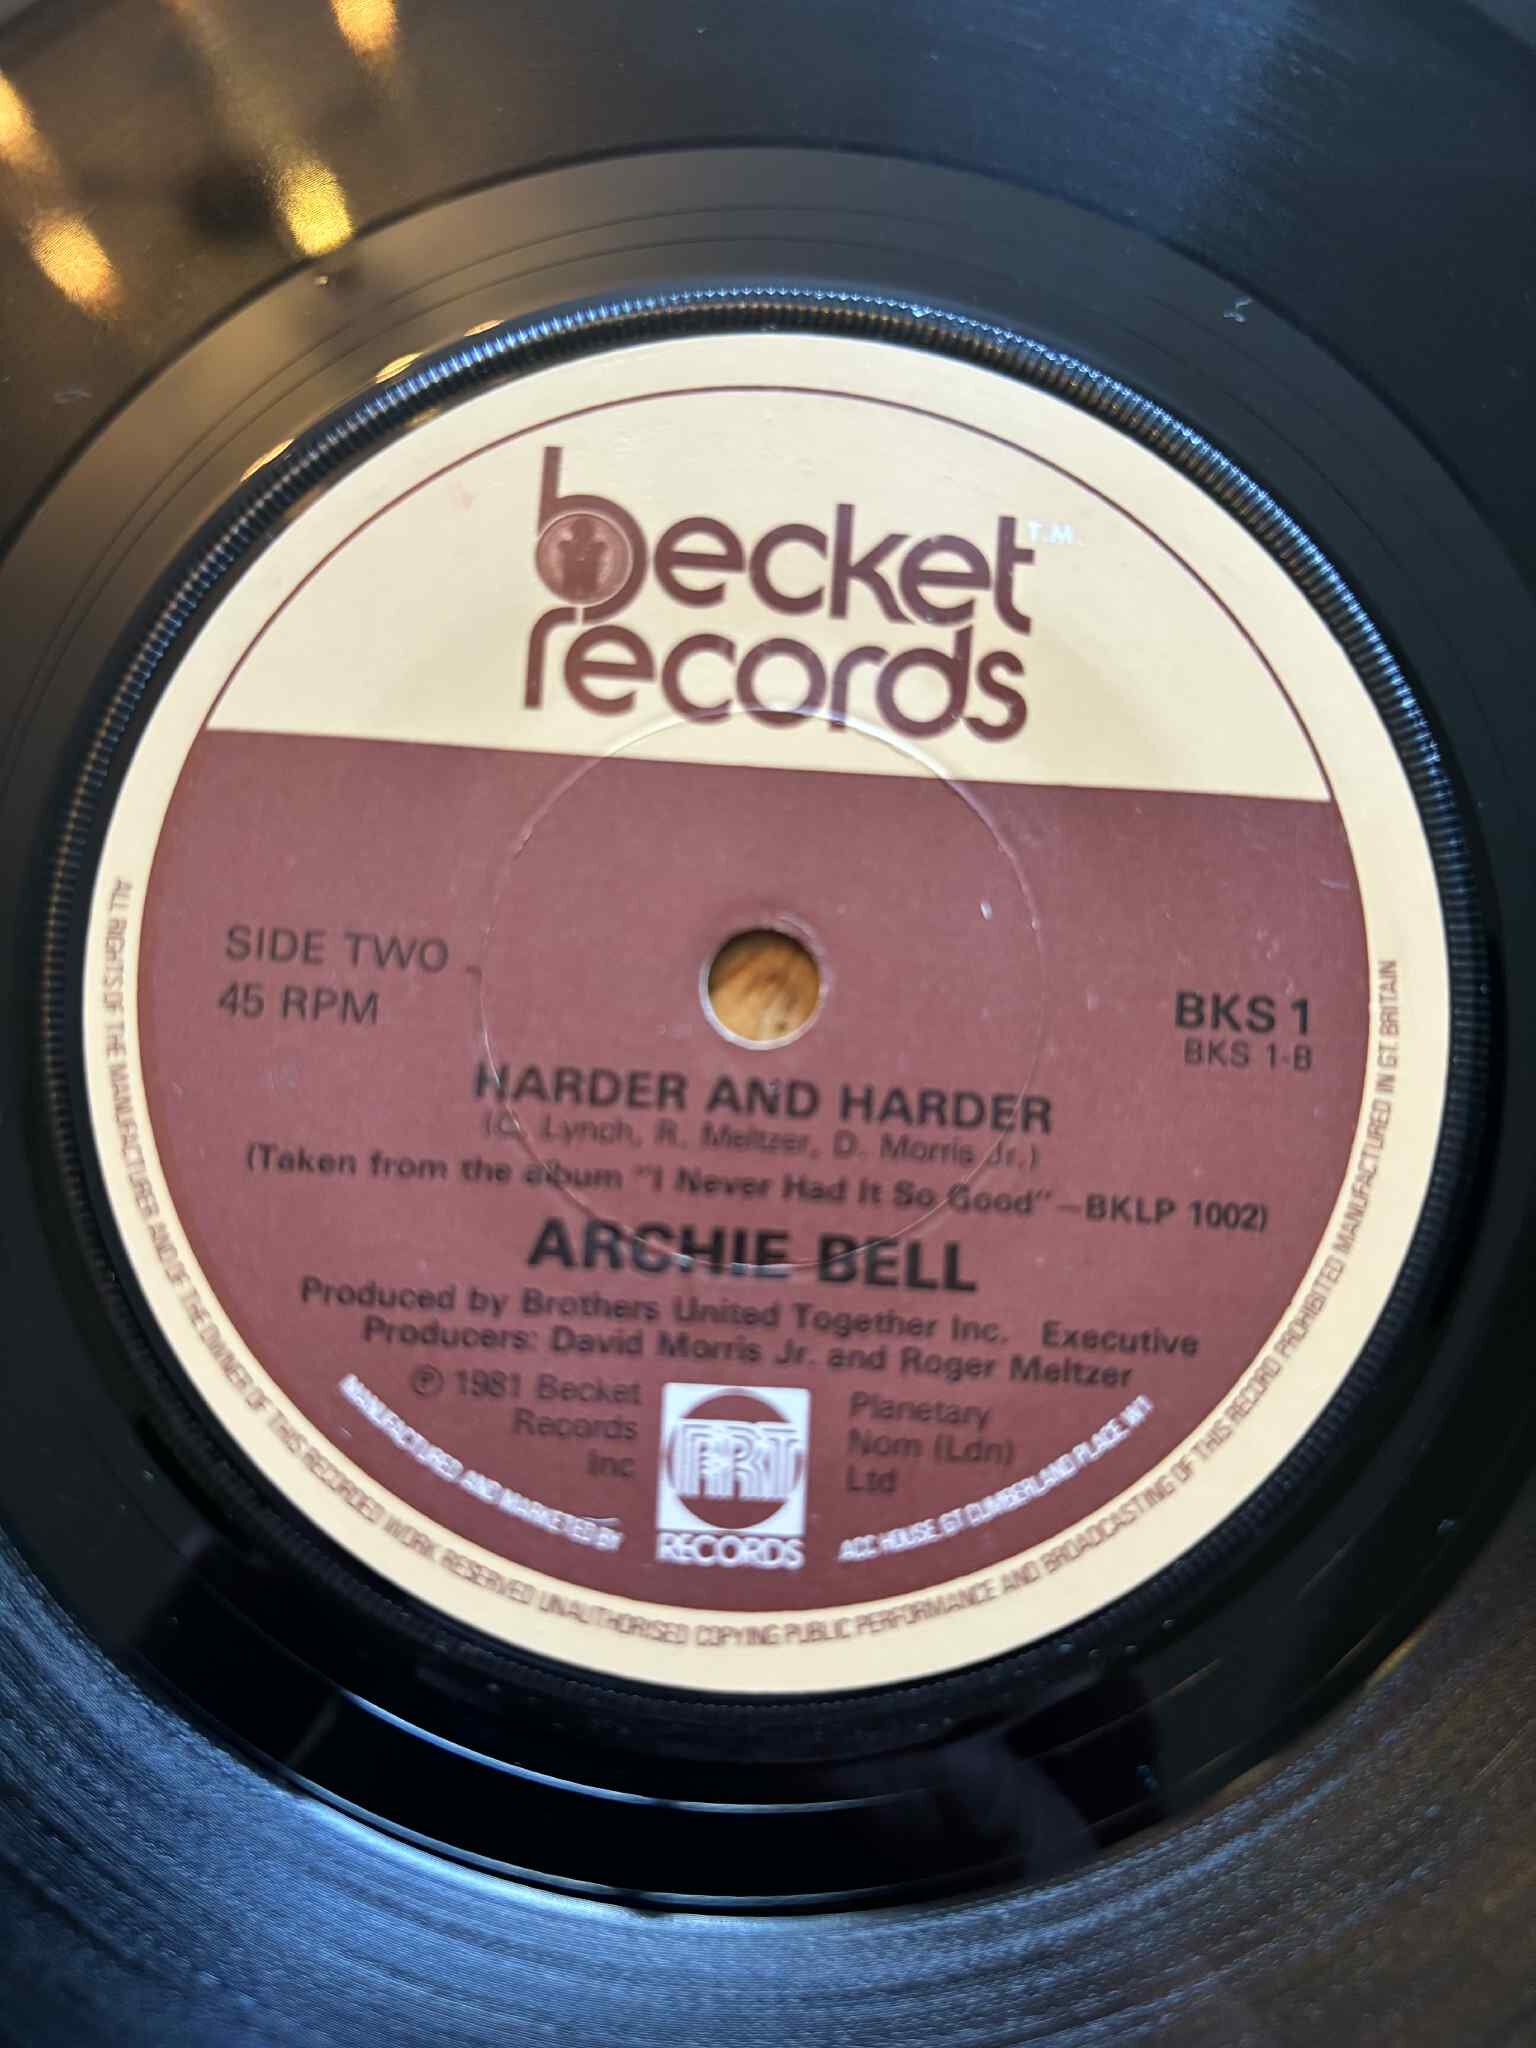 becket T.M.
records
SIDE TWO
45 RPM
BKS 1
BKS 1-B
HARDER AND HARDER
(C. Lynch, R. Meltzer, D. Morris Jr.)
(Taken from the album "I Never Had It So Good"–BKLP 1002)
ARCHIE BELL
Produced by Brothers United Together Inc. Executive
Producers: David Morris Jr. and Roger Meltzer
℗ 1981 Becket
Records
Inc
Planetary
Nom (Ldn)
Ltd
MANUFACTURED AND MARKETED BY
PRT
RECORDS
ACC HOUSE GT CUMBERLAND PLACE W1
ALL RIGHTS OF THE MANUFACTURER AND OF THE OWNER OF THIS RECORDED WORK RESERVED UNAUTHORISED COPYING PUBLIC PERFORMANCE AND BROADCASTING OF THIS RECORD PROHIBITED MANUFACTURED IN GT. BRITAIN